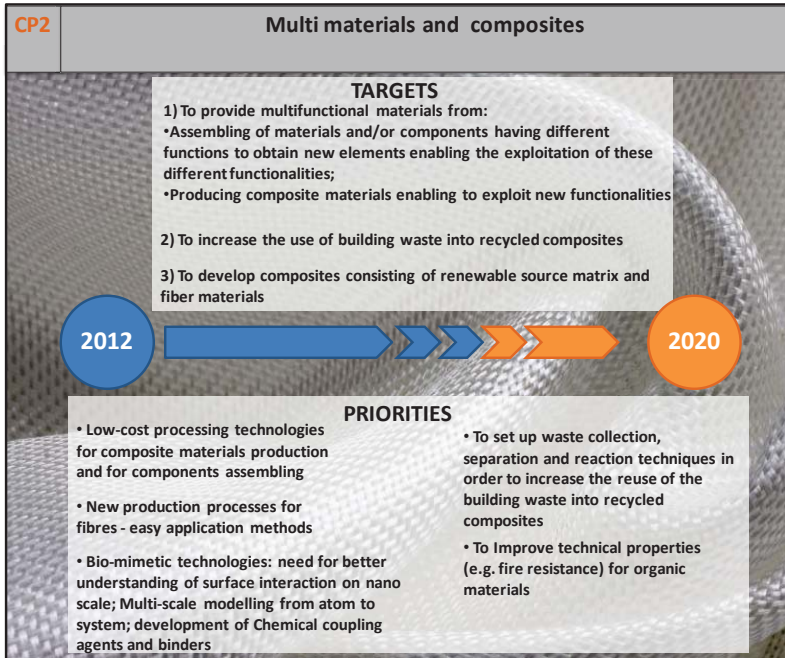 CP2
Multi materials and composites
TARGETS
1) To provide multifunctional materials from:
•Assembling of materials and/or components having different
functions to obtain new elements enabling the exploitation of these
different functionalities;
•Producing composite materials enabling to exploit new functionalities
2) To increase the use of building waste into recycled composites
3) To develop composites consisting of renewable source matrix and
fiber materials
2012
2020
PRIORITIES
• Low-cost processing technologies
for composite materials production
and for components assembling
• New production processes for
fibres - easy application methods
• Bio-mimetic technologies: need for better
understanding of surface interaction on nano
scale; Multi-scale modelling from atom to
system; development of Chemical coupling
agents and binders
• To set up waste collection,
separation and reaction techniques in
order to increase the reuse of the
building waste into recycled
composites
• To Improve technical properties
(e.g. fire resistance) for organic
materials